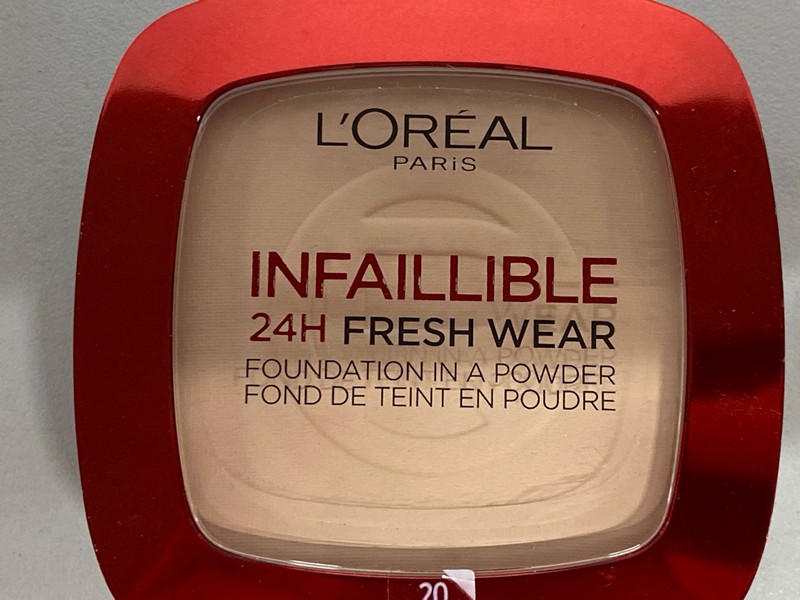 L'ORÉAL
PARiS
INFAILLIBLE
24H FRESH WEAR
FOUNDATION IN A POWDER
FOND DE TEINT EN POUDRE
20